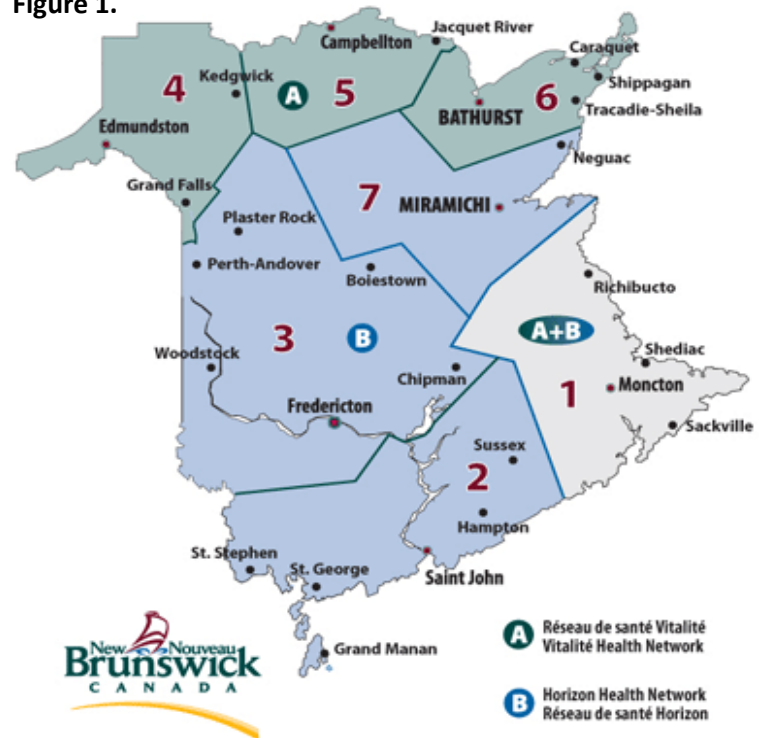 Figure 1.
Jacquet River
Campbellton
Caraquet
Kedgwick
4
A
5
6
Shippagan
BATHURST
Tracadie-Sheila
Edmundston
Neguac
Grand Falls
7
MIRAMICHI
Plaster Rock
Perth-Andover
Boiestown
Richibucto
3
B
A+B
Woodstock
Shediac
Chipman
1
Moncton
Fredericton
Sackville
Sussex
2
Hampton
St. Stephen
St. George
Saint John
New Nouveau
Brunswick
CANADA
Grand Manan
A
Réseau de santé Vitalité
Vitalité Health Network
B
Horizon Health Network
Réseau de santé Horizon